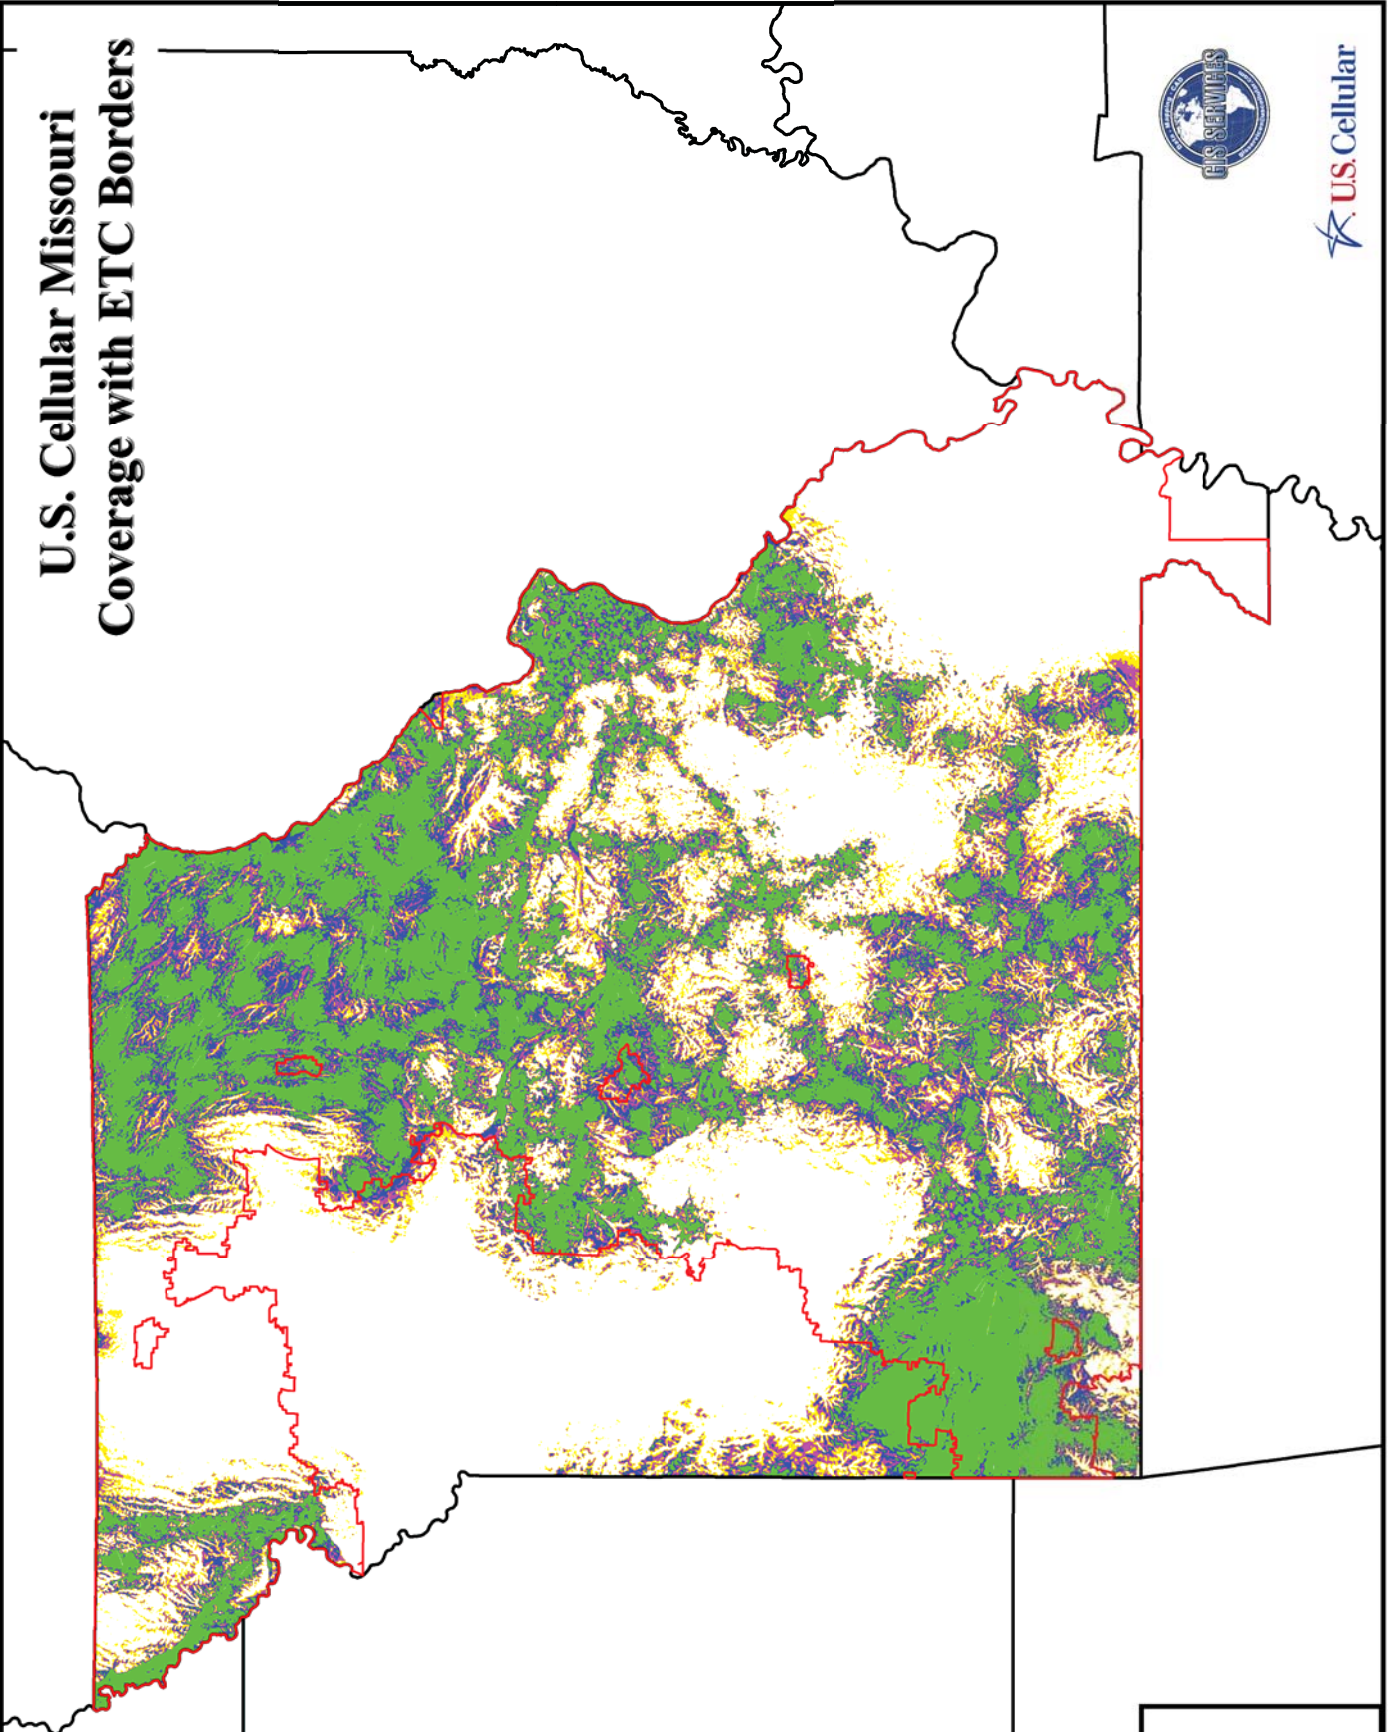 U.S. Cellular Missouri
Coverage with ETC Borders
GIS SERVICES
U.S. Cellular